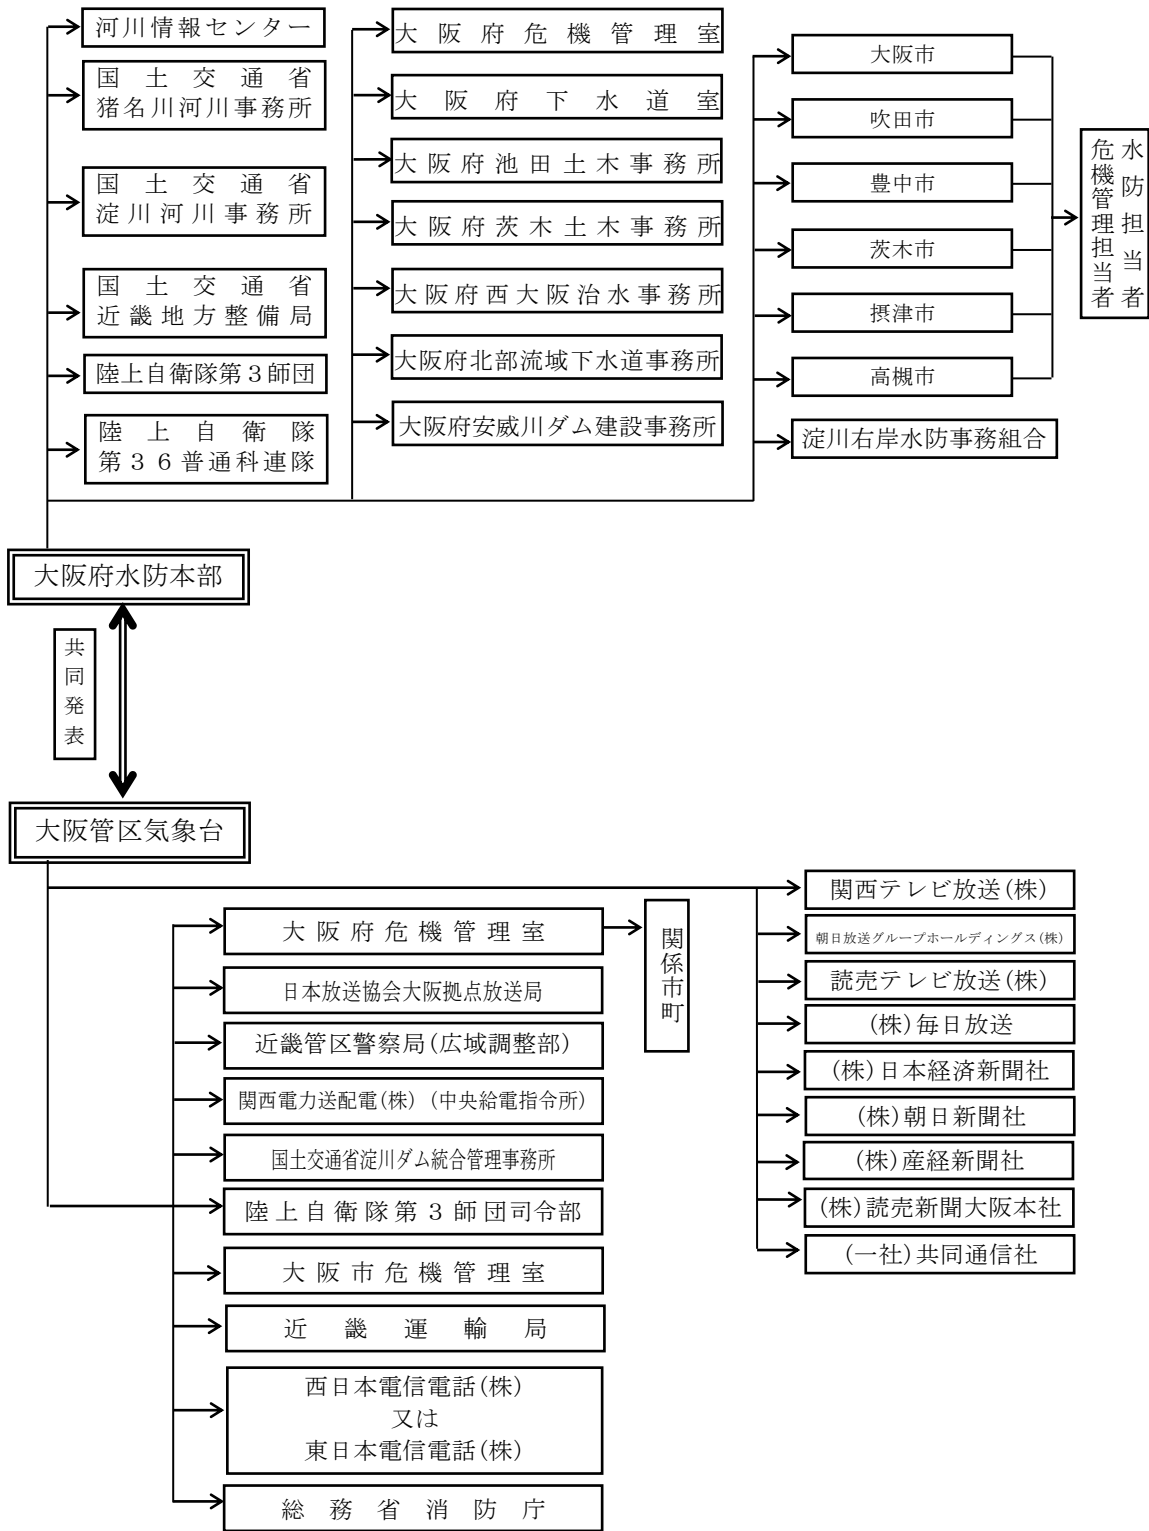 河川情報センター
国土交通省
猪名川河川事務所
国土交通省
淀川河川事務所
国土交通省
近畿地方整備局
陸上自衛隊第３師団
陸上自衛隊
第３６普通科連隊
大阪府危機管理室
大阪府下水道室
大阪府池田土木事務所
大阪府茨木土木事務所
大阪府西大阪治水事務所
大阪府北部流域下水道事務所
大阪府安威川ダム建設事務所
大阪市
吹田市
豊中市
茨木市
摂津市
高槻市
淀川右岸水防事務組合
水防担当者
危機管理担当者
大阪府水防本部
共同発表
大阪管区気象台
大阪府危機管理室
日本放送協会大阪拠点放送局
近畿管区警察局(広域調整部)
関西電力送配電(株) (中央給電指令所)
国土交通省淀川ダム統合管理事務所
陸上自衛隊第３師団司令部
大阪市危機管理室
近畿運輸局
西日本電信電話(株)
又は
東日本電信電話(株)
総務省消防庁
関係市町
関西テレビ放送(株)
朝日放送グループホールディングス(株)
読売テレビ放送(株)
(株)毎日放送
(株)日本経済新聞社
(株)朝日新聞社
(株)産経新聞社
(株)読売新聞大阪本社
(一社)共同通信社